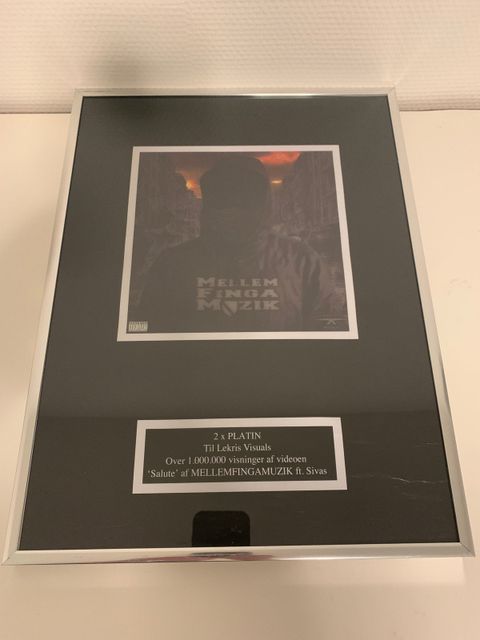 MELLEM
FINGA
MUZIK
2 x PLATIN
Til Lekris Visuals
Over 1.000.000 visninger af videoen
‘Salute’ af MELLEMFINGAMUZIK ft. Sivas